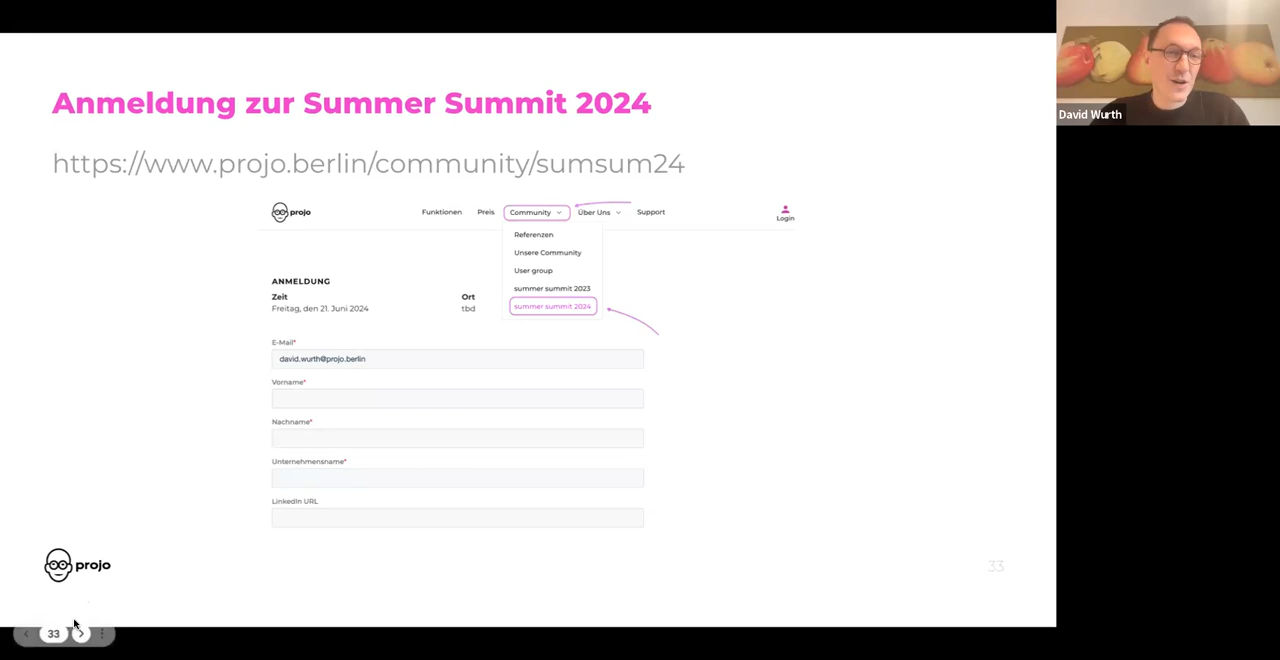 Anmeldung zur Summer Summit 2024
David Wurth
https://www.projo.berlin/community/sumsum24
projo
Funktionen Preis Community Über Uns Support Login
Referenzen
Unsere Community
User group
summer summit 2023
summer summit 2024
ANMELDUNG
Zeit Ort
Freitag, den 21. Juni 2024 tbd
E-Mail*
david.wurth@projo.berlin
Vorname*
Nachname*
Unternehmensname*
LinkedIn URL
projo
33
33